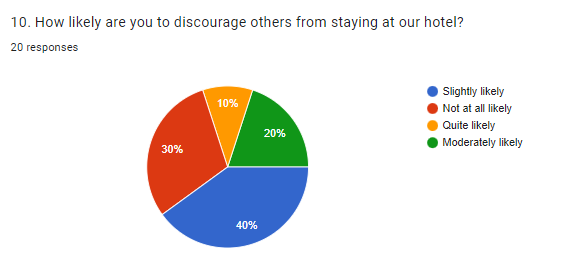 10. How likely are you to discourage others from staying at our hotel?
20 responses
10%
20%
30%
40%
Slightly likely
Not at all likely
Quite likely
Moderately likely